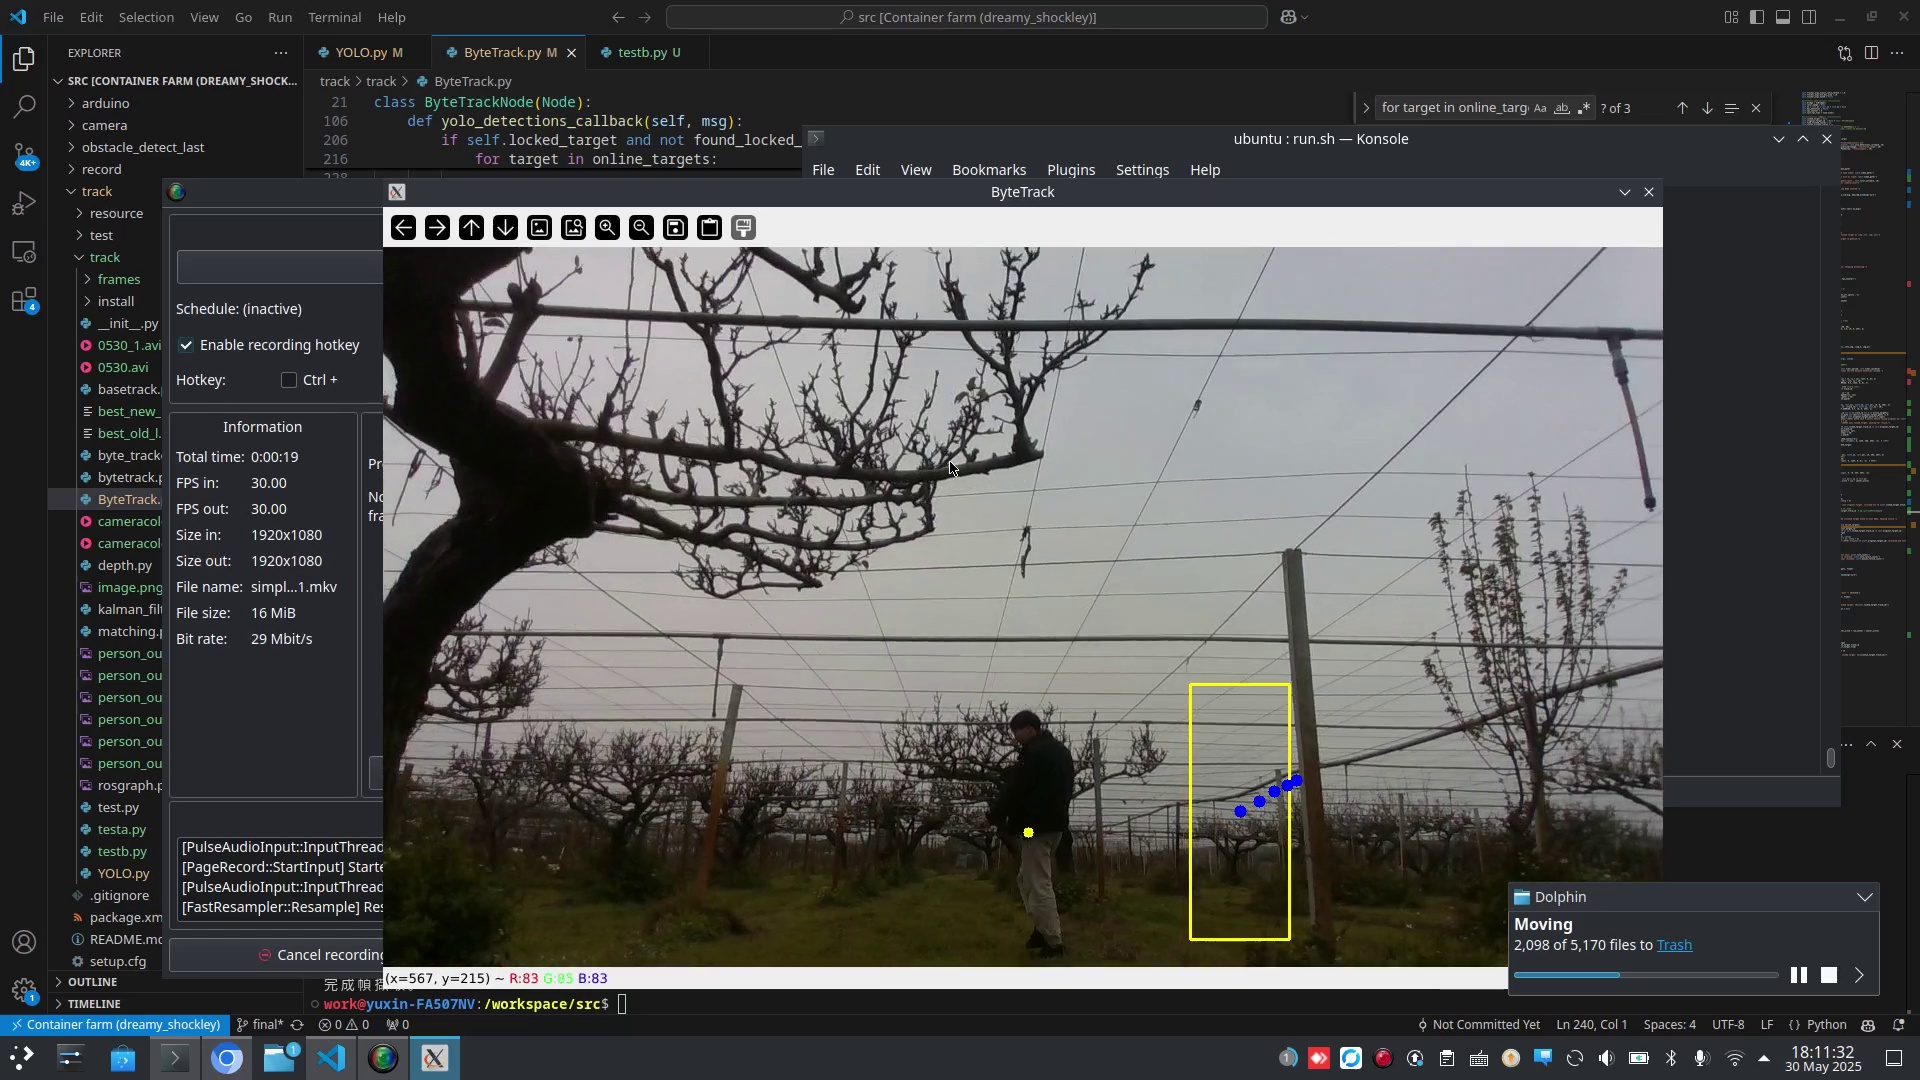 File Edit Selection View Go Run Terminal Help
src [Container farm (dreamy_shockley)]
EXPLORER
YOLO.py M
ByteTrack.py M
testb.py U
SRC [CONTAINER FARM (DREAMY_SHOCK...
track > track > ByteTrack.py
arduino
camera
obstacle_detect_last
record
track
resource
test
track
frames
install
__init__.py
0530_1.avi
0530.avi
basetrack.
best_new_
best_old_l.
byte_track
bytetrack.p
ByteTrack.
cameracol
cameracol
depth.py
image.png
kalman_filt
matching.p
person_ou
person_ou
person_ou
person_ou
person_ou
person_ou
rosgraph.p
test.py
testa.py
testb.py
YOLO.py
.gitignore
package.xm
README.md
setup.cfg
OUTLINE
TIMELINE
21 class ByteTrackNode(Node):
106 def yolo_detections_callback(self, msg):
206 if self.locked_target and not found_locked_
216 for target in online_targets:
228
for target in online_targ
Aa ab .*
? of 3
4K+
4
1
ubuntu : run.sh — Konsole
File Edit View Bookmarks Plugins Settings Help
ByteTrack
Schedule: (inactive)
Enable recording hotkey
Hotkey: Ctrl +
Information
Total time: 0:00:19
FPS in: 30.00
FPS out: 30.00
Size in: 1920x1080
Size out: 1920x1080
File name: simpl...1.mkv
File size: 16 MiB
Bit rate: 29 Mbit/s
Pr
No
fra
[PulseAudioInput::InputThread
[PageRecord::StartInput] Starte
[PulseAudioInput::InputThread
[FastResampler::Resample] Res
Cancel recording
(x=567, y=215) ~ R:83 G:85 B:83
work@yuxin-FA507NV:/workspace/src$
Dolphin
Moving
2,098 of 5,170 files to Trash
Container farm (dreamy_shockley)
final*
0 0
0
Not Committed Yet
Ln 240, Col 1
Spaces: 4
UTF-8
LF
{} Python
1
1
18:11:32
30 May 2025